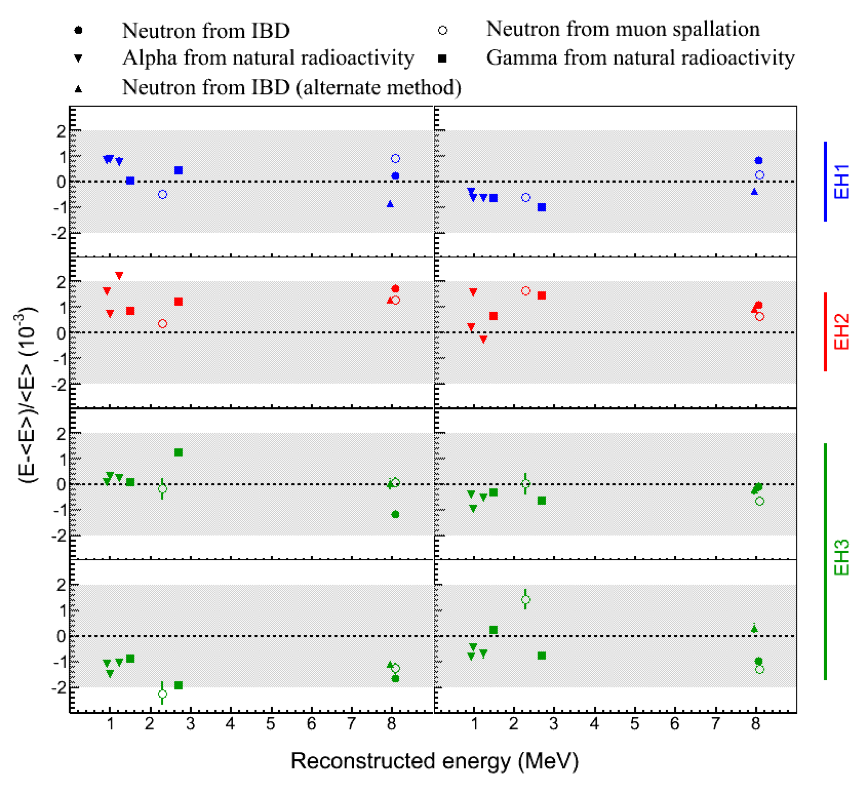 Neutron from IBD
Neutron from muon spallation
Alpha from natural radioactivity
Gamma from natural radioactivity
Neutron from IBD (alternate method)
2
1
0
-1
-2
EH1
2
1
0
-1
-2
EH2
2
1
0
-1
-2
2
1
0
-1
-2
EH3
(E-<E>)/<E> (10⁻³)
1 2 3 4 5 6 7 8 1 2 3 4 5 6 7 8
Reconstructed energy (MeV)